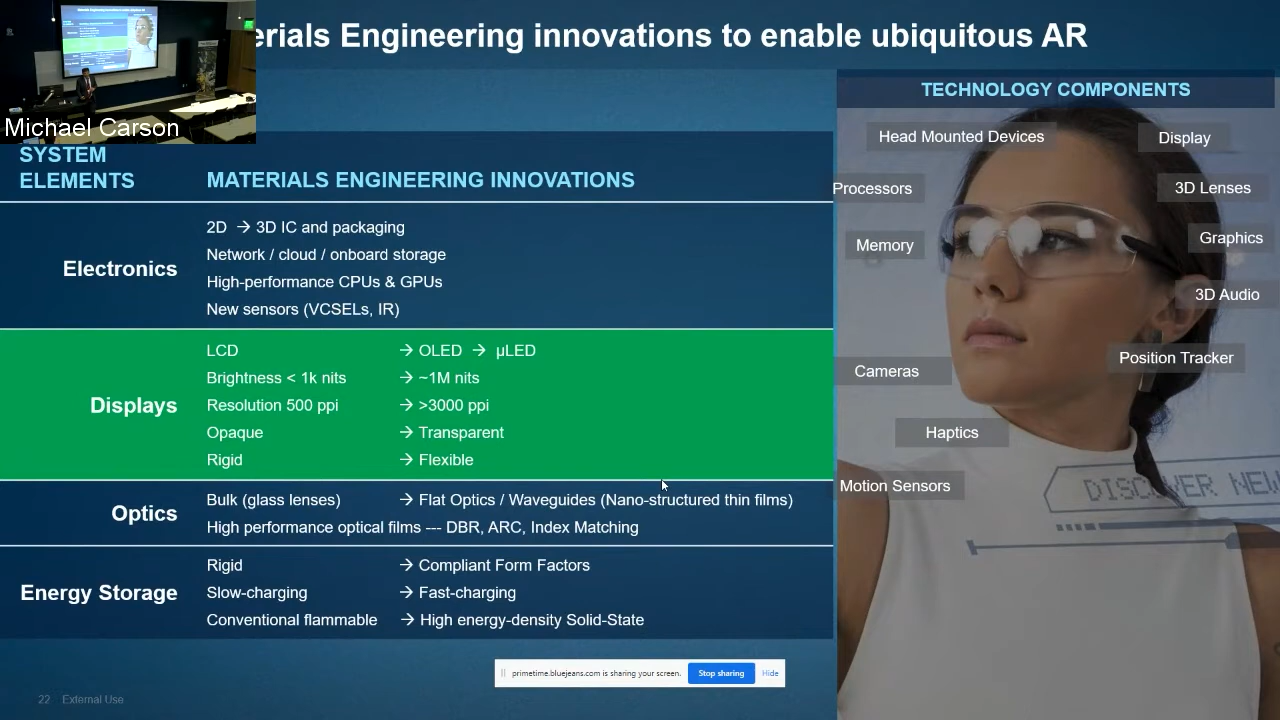 erials Engineering innovations to enable ubiquitous AR
Michael Carson
SYSTEM
ELEMENTS
MATERIALS ENGINEERING INNOVATIONS
Electronics
2D → 3D IC and packaging
Network / cloud / onboard storage
High-performance CPUs & GPUs
New sensors (VCSELs, IR)
Displays
LCD → OLED → µLED
Brightness < 1k nits → ~1M nits
Resolution 500 ppi → >3000 ppi
Opaque → Transparent
Rigid → Flexible
Optics
Bulk (glass lenses) → Flat Optics / Waveguides (Nano-structured thin films)
High performance optical films --- DBR, ARC, Index Matching
Energy Storage
Rigid → Compliant Form Factors
Slow-charging → Fast-charging
Conventional flammable → High energy-density Solid-State
TECHNOLOGY COMPONENTS
Head Mounted Devices
Display
Processors
3D Lenses
Memory
Graphics
3D Audio
Position Tracker
Cameras
Haptics
Motion Sensors
DISCOVER NEW
primetime.bluejeans.com is sharing your screen. Stop sharing Hide
22 External Use